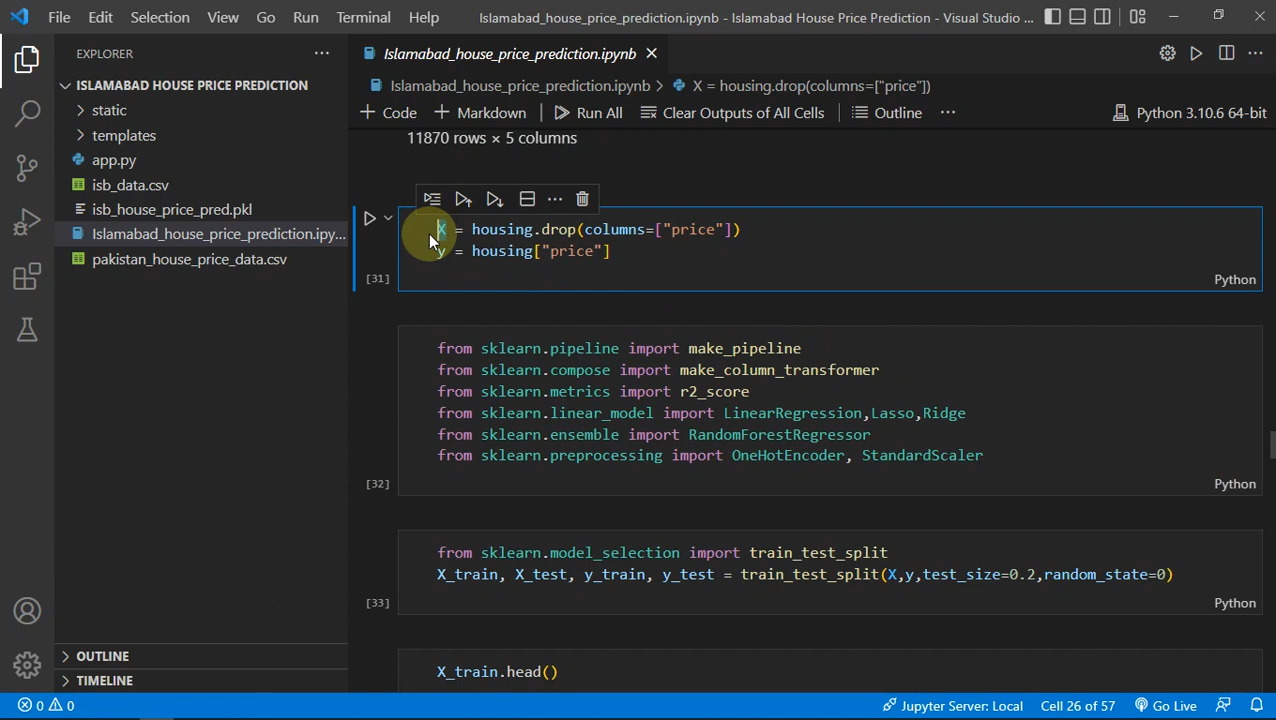 File Edit Selection View Go Run Terminal Help
Islamabad_house_price_prediction.ipynb - Islamabad House Price Prediction - Visual Studio ...
EXPLORER
ISLAMABAD HOUSE PRICE PREDICTION
static
templates
app.py
isb_data.csv
isb_house_price_pred.pkl
Islamabad_house_price_prediction.ipy...
pakistan_house_price_data.csv
OUTLINE
TIMELINE
Islamabad_house_price_prediction.ipynb
Islamabad_house_price_prediction.ipynb > X = housing.drop(columns=["price"])
+ Code + Markdown Run All Clear Outputs of All Cells Outline ... Python 3.10.6 64-bit
11870 rows × 5 columns
X = housing.drop(columns=["price"])
y = housing["price"]
[31] Python
from sklearn.pipeline import make_pipeline
from sklearn.compose import make_column_transformer
from sklearn.metrics import r2_score
from sklearn.linear_model import LinearRegression,Lasso,Ridge
from sklearn.ensemble import RandomForestRegressor
from sklearn.preprocessing import OneHotEncoder, StandardScaler
[32] Python
from sklearn.model_selection import train_test_split
X_train, X_test, y_train, y_test = train_test_split(X,y,test_size=0.2,random_state=0)
[33] Python
X_train.head()
0 0 Jupyter Server: Local Cell 26 of 57 Go Live